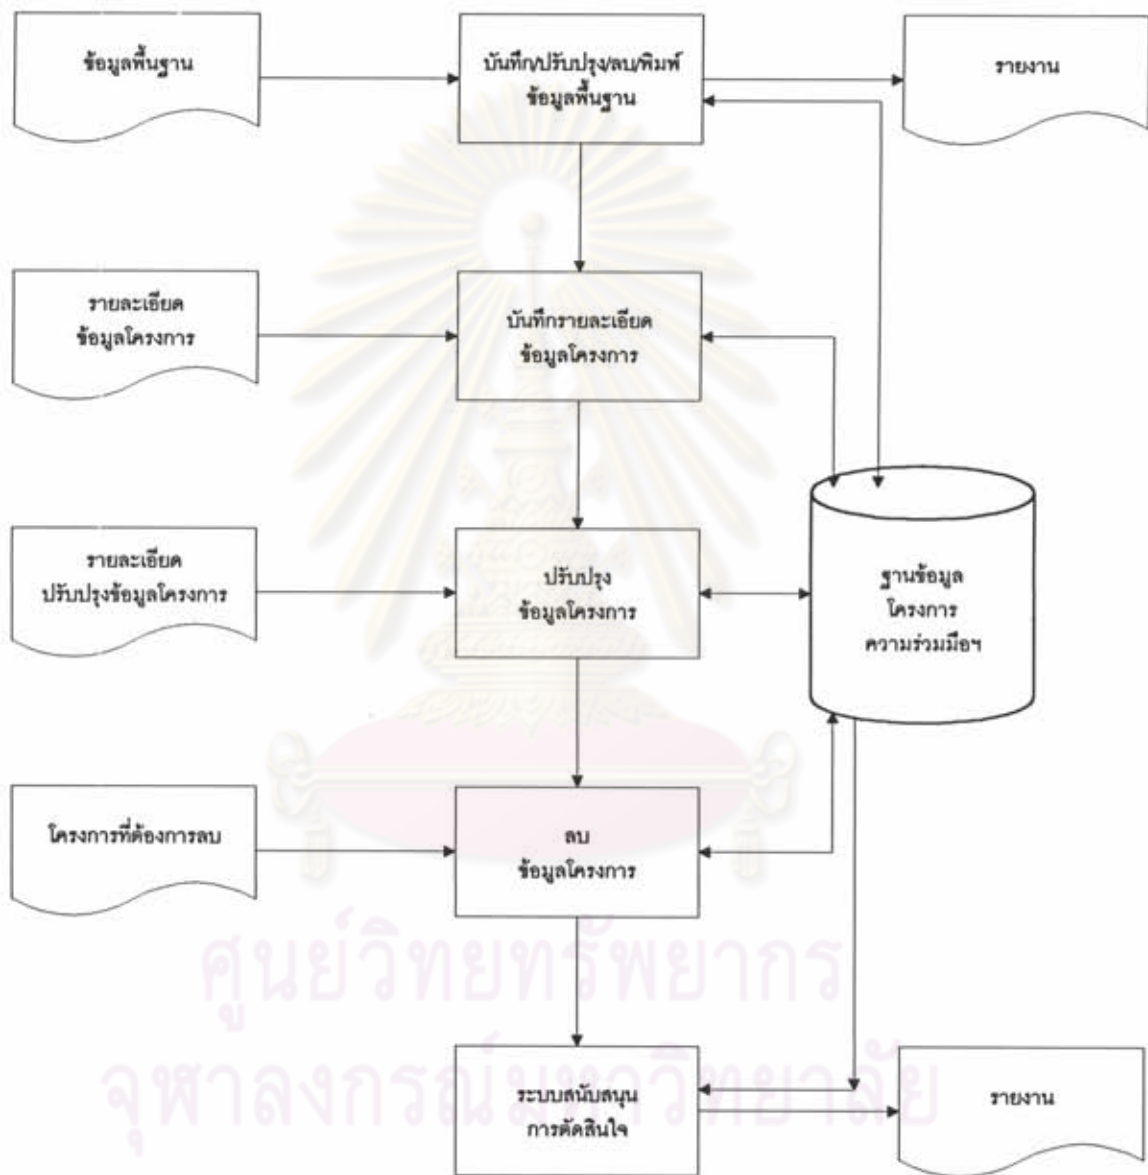 ข้อมูลพื้นฐาน
บันทึก/ปรับปรุง/ลบ/พิมพ์
ข้อมูลพื้นฐาน
รายงาน
รายละเอียด
ข้อมูลโครงการ
บันทึกรายละเอียด
ข้อมูลโครงการ
รายละเอียด
ปรับปรุงข้อมูลโครงการ
ปรับปรุง
ข้อมูลโครงการ
ฐานข้อมูล
โครงการ
ความร่วมมือฯ
โครงการที่ต้องการลบ
ลบ
ข้อมูลโครงการ
ศูนย์วิทยทรัพยากร
จุฬาลงกรณ์มหาวิทยาลัย
ระบบสนับสนุน
การตัดสินใจ
รายงาน